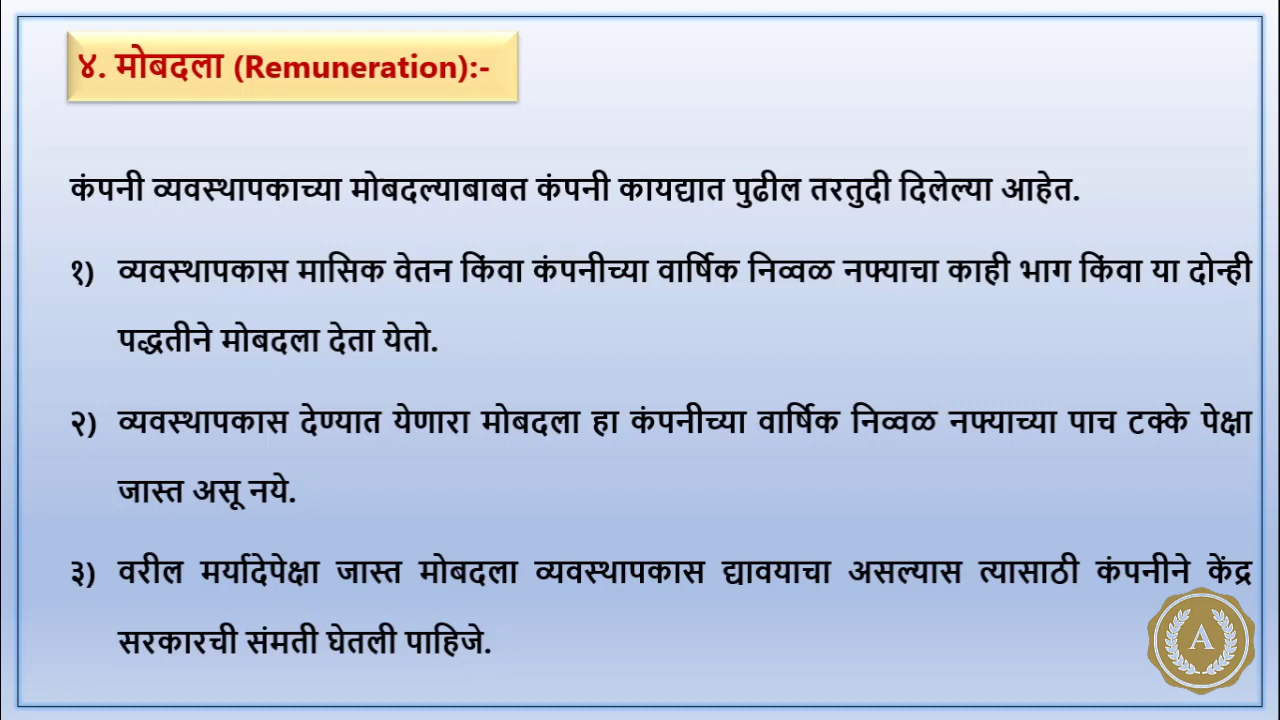 ४. मोबदला (Remuneration):-
कंपनी व्यवस्थापकाच्या मोबदल्याबाबत कंपनी कायद्यात पुढील तरतुदी दिलेल्या आहेत.
१) व्यवस्थापकास मासिक वेतन किंवा कंपनीच्या वार्षिक निव्वळ नफ्याचा काही भाग किंवा या दोन्ही
पद्धतीने मोबदला देता येतो.
२) व्यवस्थापकास देण्यात येणारा मोबदला हा कंपनीच्या वार्षिक निव्वळ नफ्याच्या पाच टक्के पेक्षा
जास्त असू नये.
३) वरील मर्यादेपेक्षा जास्त मोबदला व्यवस्थापकास द्यावयाचा असल्यास त्यासाठी कंपनीने केंद्र
सरकारची संमती घेतली पाहिजे.
A